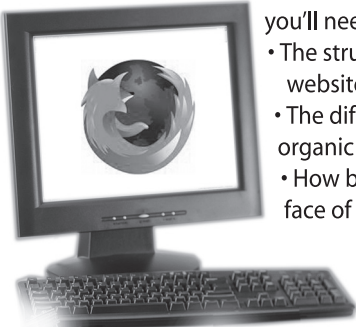 you'll nee
• The stru
website
• The dif
organic
• How b
face of